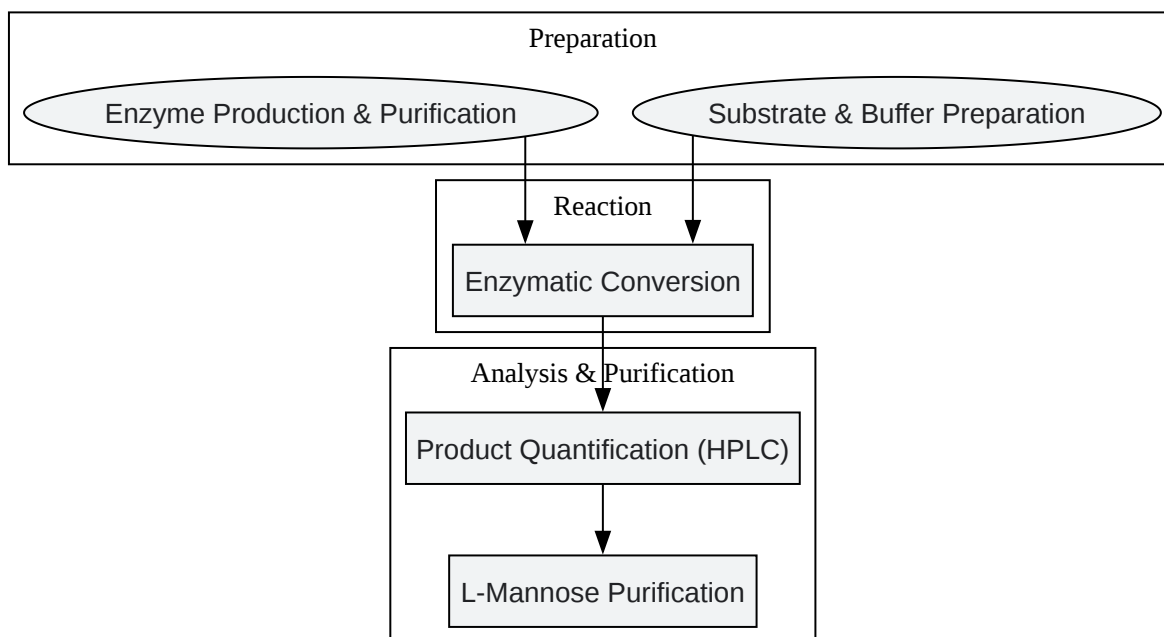 Preparation
Enzyme Production & Purification
Substrate & Buffer Preparation
Reaction
Enzymatic Conversion
Analysis & Purification
Product Quantification (HPLC)
L-Mannose Purification